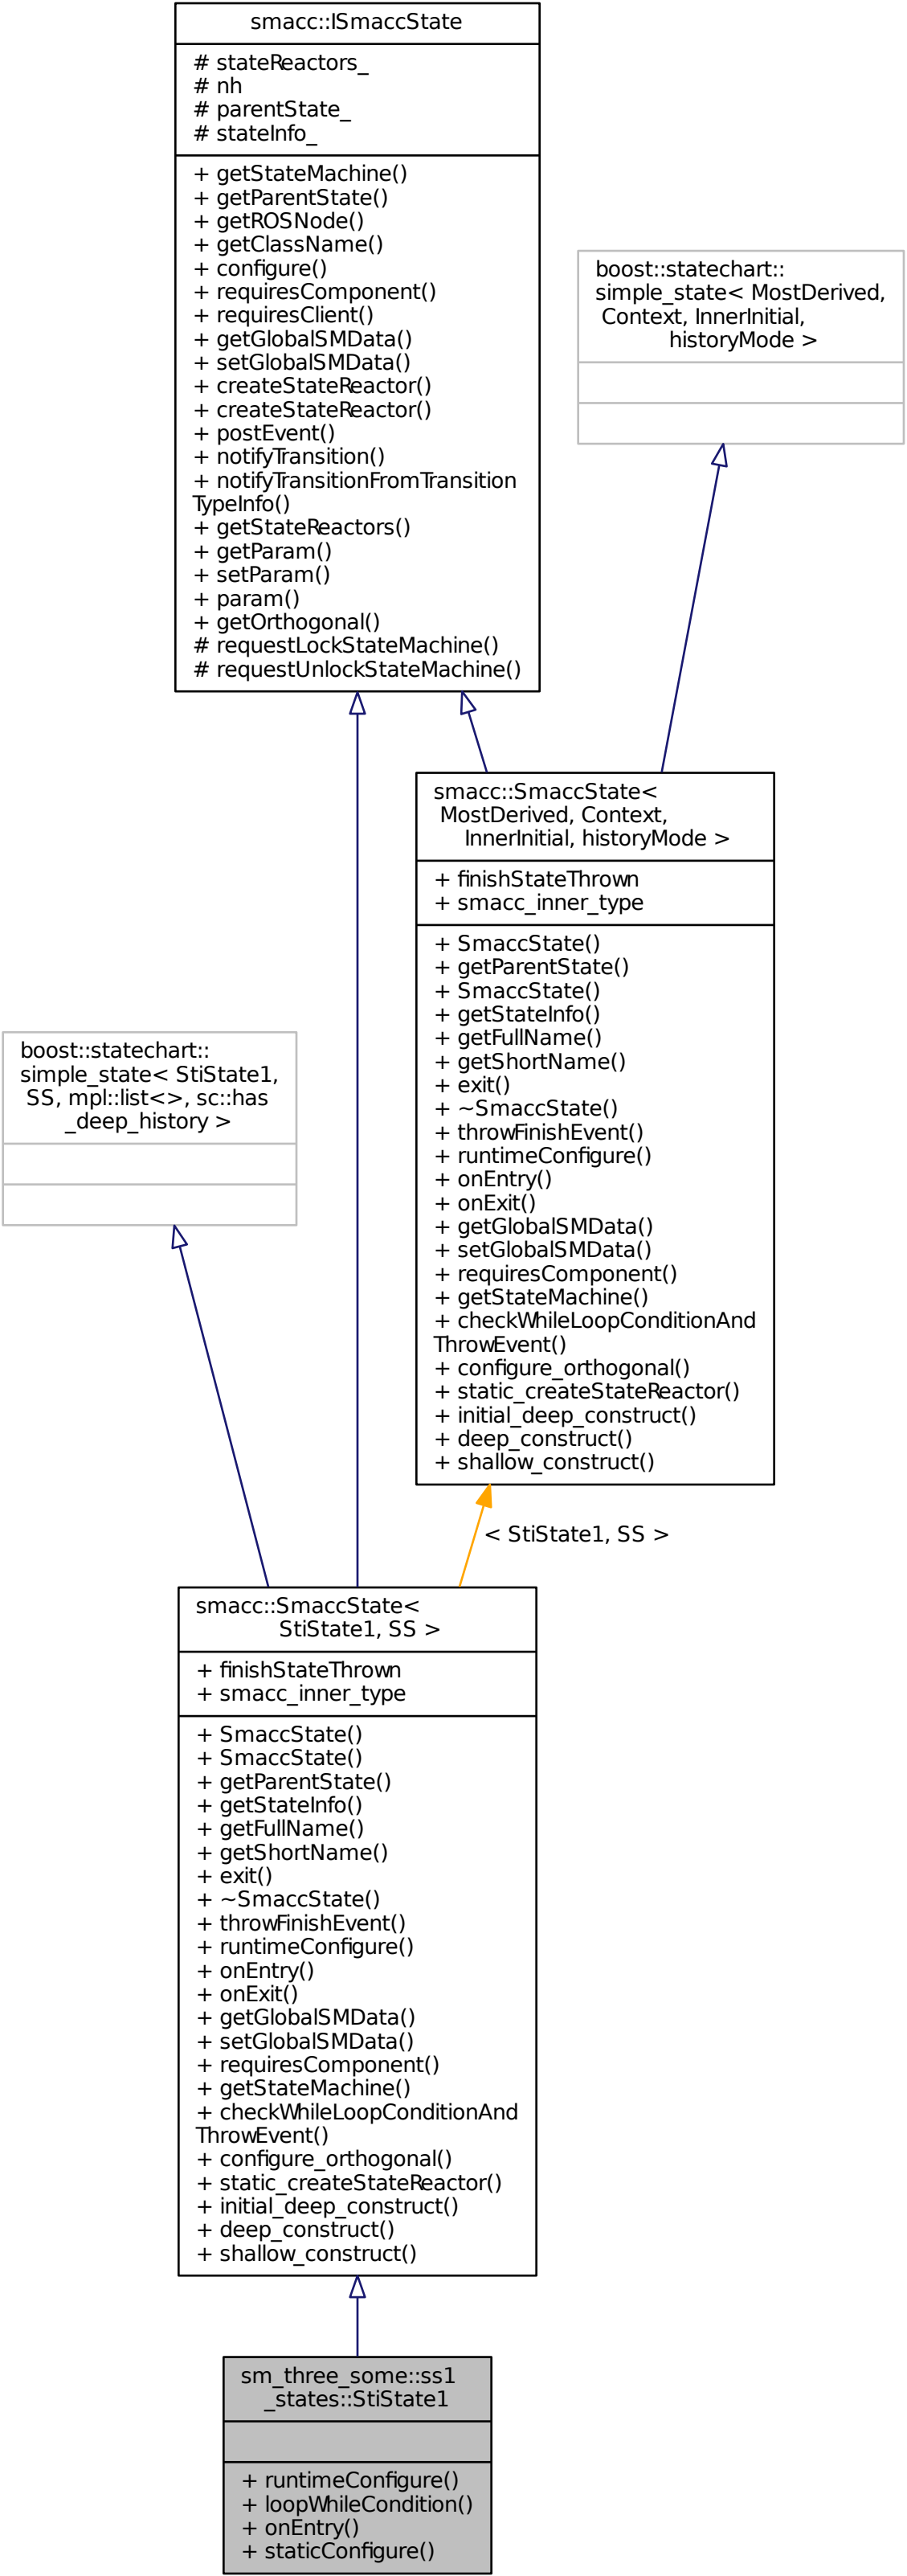 smacc::ISmaccState
# stateReactors_
# nh
# parentState_
# stateInfo_
+ getStateMachine()
+ getParentState()
+ getROSNode()
+ getClassName()
+ configure()
+ requiresComponent()
+ requiresClient()
+ getGlobalSMData()
+ setGlobalSMData()
+ createStateReactor()
+ createStateReactor()
+ postEvent()
+ notifyTransition()
+ notifyTransitionFromTransition
TypeInfo()
+ getStateReactors()
+ getParam()
+ setParam()
+ param()
+ getOrthogonal()
# requestLockStateMachine()
# requestUnlockStateMachine()
boost::statechart::
simple_state< MostDerived,
Context, InnerInitial,
historyMode >
smacc::SmaccState<
MostDerived, Context,
InnerInitial, historyMode >
+ finishStateThrown
+ smacc_inner_type
+ SmaccState()
+ getParentState()
+ SmaccState()
+ getStateInfo()
+ getFullName()
+ getShortName()
+ exit()
+ ~SmaccState()
+ throwFinishEvent()
+ runtimeConfigure()
+ onEntry()
+ onExit()
+ getGlobalSMData()
+ setGlobalSMData()
+ requiresComponent()
+ getStateMachine()
+ checkWhileLoopConditionAnd
ThrowEvent()
+ configure_orthogonal()
+ static_createStateReactor()
+ initial_deep_construct()
+ deep_construct()
+ shallow_construct()
boost::statechart::
simple_state< StiState1,
SS, mpl::list<>, sc::has
_deep_history >
< StiState1, SS >
smacc::SmaccState<
StiState1, SS >
+ finishStateThrown
+ smacc_inner_type
+ SmaccState()
+ SmaccState()
+ getParentState()
+ getStateInfo()
+ getFullName()
+ getShortName()
+ exit()
+ ~SmaccState()
+ throwFinishEvent()
+ runtimeConfigure()
+ onEntry()
+ onExit()
+ getGlobalSMData()
+ setGlobalSMData()
+ requiresComponent()
+ getStateMachine()
+ checkWhileLoopConditionAnd
ThrowEvent()
+ configure_orthogonal()
+ static_createStateReactor()
+ initial_deep_construct()
+ deep_construct()
+ shallow_construct()
sm_three_some::ss1
_states::StiState1
+ runtimeConfigure()
+ loopWhileCondition()
+ onEntry()
+ staticConfigure()